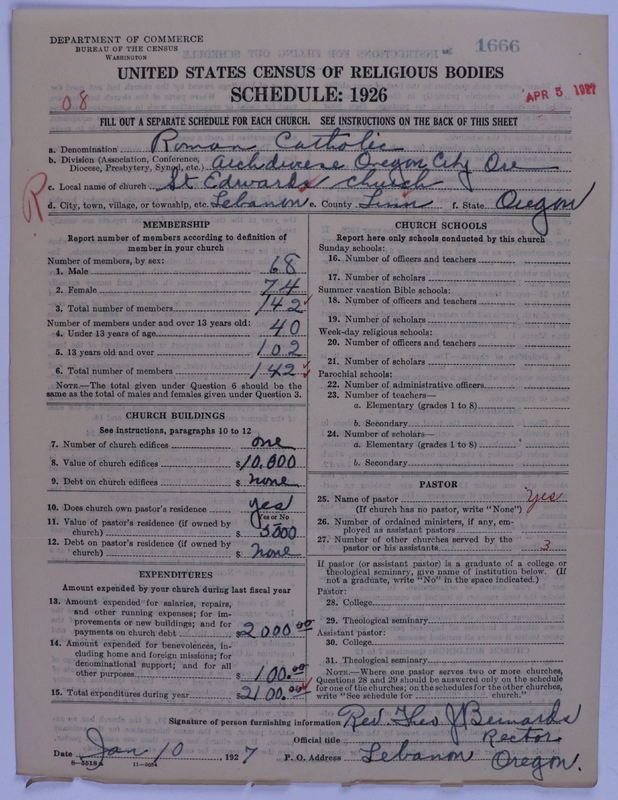 DEPARTMENT OF COMMERCE
BUREAU OF THE CENSUS
WASHINGTON
1666
UNITED STATES CENSUS OF RELIGIOUS BODIES
SCHEDULE: 1926
08
APR 5 1927
FILL OUT A SEPARATE SCHEDULE FOR EACH CHURCH. SEE INSTRUCTIONS ON THE BACK OF THIS SHEET
a. Denomination Roman Catholic
b. Division (Association, Conference, Diocese, Presbytery, Synod, etc.) Archdiocese Oregon City Ore
R
c. Local name of church St Edwards church
d. City, town, village, or township, etc. Lebanon e. County Linn f. State Oregon
MEMBERSHIP
Report number of members according to definition of
member in your church
Number of members, by sex:
1. Male 68
2. Female 74
3. Total number of members 142
Number of members under and over 13 years old:
4. Under 13 years of age 40
5. 13 years old and over 102
6. Total number of members 142
NOTE.—The total given under Question 6 should be the
same as the total of males and females given under Question 3.
CHURCH BUILDINGS
See instructions, paragraphs 10 to 12
7. Number of church edifices one
8. Value of church edifices $10,000
9. Debt on church edifices $ none
10. Does church own pastor's residence yes
Yes or No
11. Value of pastor's residence (if owned by
church) $ 3000
12. Debt on pastor's residence (if owned by
church) $ none
EXPENDITURES
Amount expended by your church during last fiscal year
13. Amount expended for salaries, repairs,
and other running expenses; for im-
provements or new buildings; and for
payments on church debt $2000.00
14. Amount expended for benevolences, in-
cluding home and foreign missions; for
denominational support; and for all
other purposes $100.00
15. Total expenditures during year $2100.00
CHURCH SCHOOLS
Report here only schools conducted by this church
Sunday schools:
16. Number of officers and teachers
17. Number of scholars
Summer vacation Bible schools:
18. Number of officers and teachers
19. Number of scholars
Week-day religious schools:
20. Number of officers and teachers
21. Number of scholars
Parochial schools:
22. Number of administrative officers
23. Number of teachers—
a. Elementary (grades 1 to 8)
b. Secondary
24. Number of scholars—
a. Elementary (grades 1 to 8)
b. Secondary
PASTOR
25. Name of pastor Yes
(If church has no pastor, write "None")
26. Number of ordained ministers, if any, em-
ployed as assistant pastors
27. Number of other churches served by the
pastor or his assistants 3
If pastor (or assistant pastor) is a graduate of a college or
theological seminary, give name of institution below. (If
not a graduate, write "No" in the space indicated.)
Pastor:
28. College
29. Theological seminary
Assistant pastor:
30. College
31. Theological seminary
NOTE.—Where one pastor serves two or more churches,
Questions 28 and 29 should be answered only on the schedule
for one of the churches; on the schedules for the other churches,
write "See schedule for church."
Signature of person furnishing information Rev. Theo J Bernards
Official title Rector
Date Jan 10, 1927 P. O. Address Lebanon Oregon.
8-5518a 11-9054